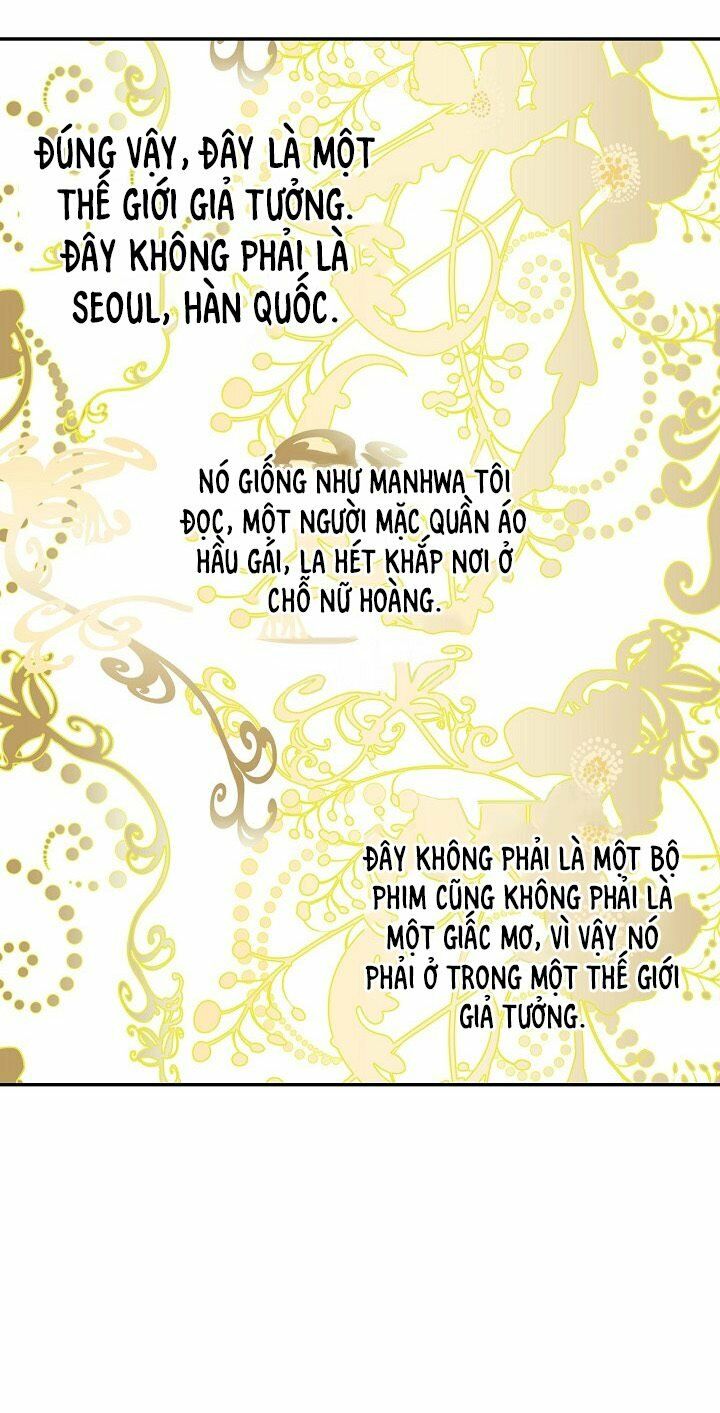 ĐÚNG VẬY, ĐÂY LÀ MỘT
THẾ GIỚI GIẢ TƯỞNG.
ĐÂY KHÔNG PHẢI LÀ
SEOUL, HÀN QUỐC.
NÓ GIỐNG NHƯ MANHWA TÔI
ĐỌC, MỘT NGƯỜI MẶC QUẦN ÁO
HẦU GÁI, LA HÉT KHẮP NƠI Ở
CHỖ NỮ HOÀNG.
ĐÂY KHÔNG PHẢI LÀ MỘT BỘ
PHIM CŨNG KHÔNG PHẢI LÀ
MỘT GIẤC MƠ, VÌ VẬY NÓ
PHẢI Ở TRONG MỘT THẾ GIỚI
GIẢ TƯỞNG.